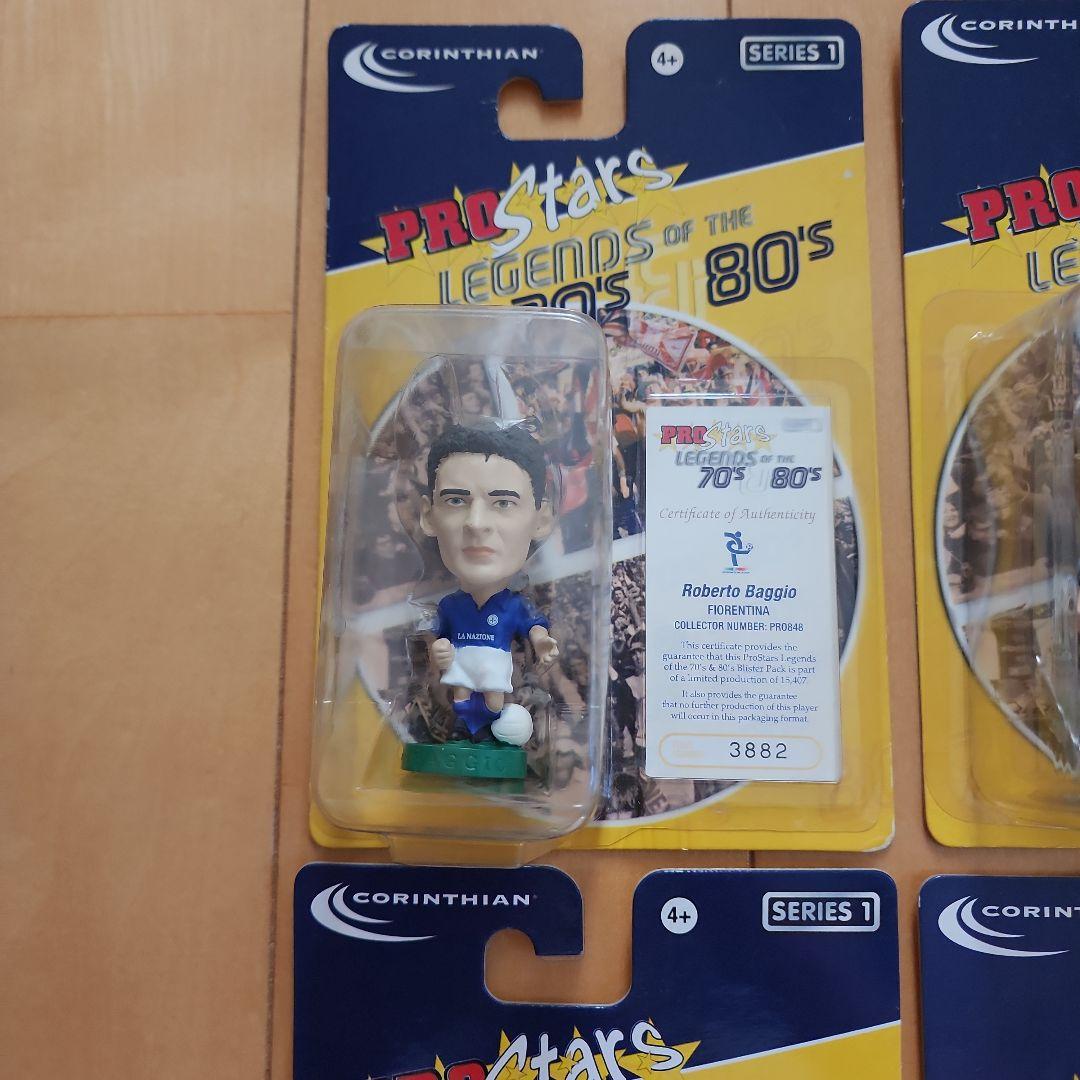 CORINTHIAN
4+
SERIES 1
PROStars
LEGENDS OF THE
70'S 80'S
PROStars
LEGENDS OF THE
70'S & 80'S
Certificate of Authenticity
Roberto Baggio
FIORENTINA
COLLECTOR NUMBER: PRO848
This certificate provides the
guarantee that this ProStars Legends
of the 70's & 80's Blister Pack is part
of a limited production of 15,407.
It also provides the guarantee
that no further production of this player
will occur in this packaging format.
3882
LA NAZIONE
AGGIO
CORINTH
PRO
LE
CORINTHIAN
4+
SERIES 1
PROStars
CORINT